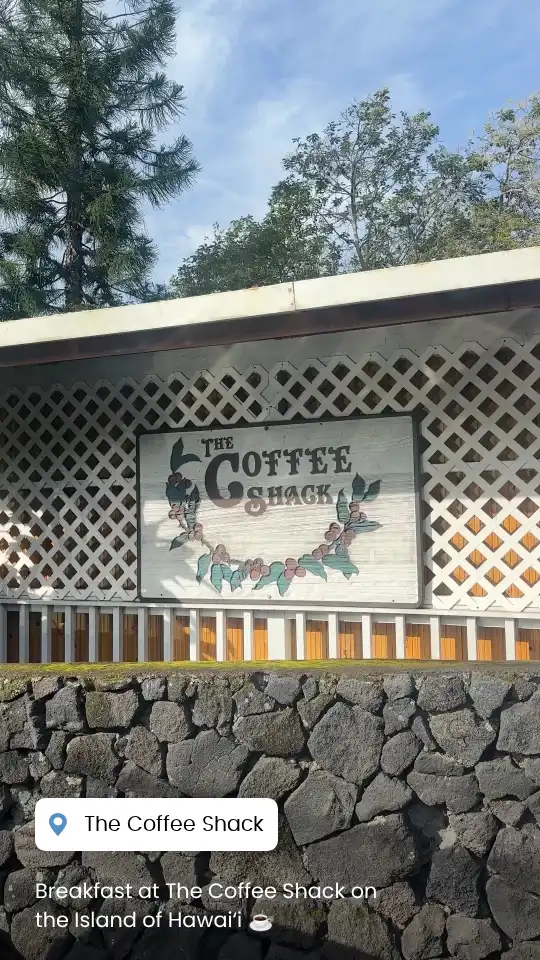 THE
COFFEE
SHACK
The Coffee Shack
Breakfast at The Coffee Shack on
the Island of Hawaiʻi ☕